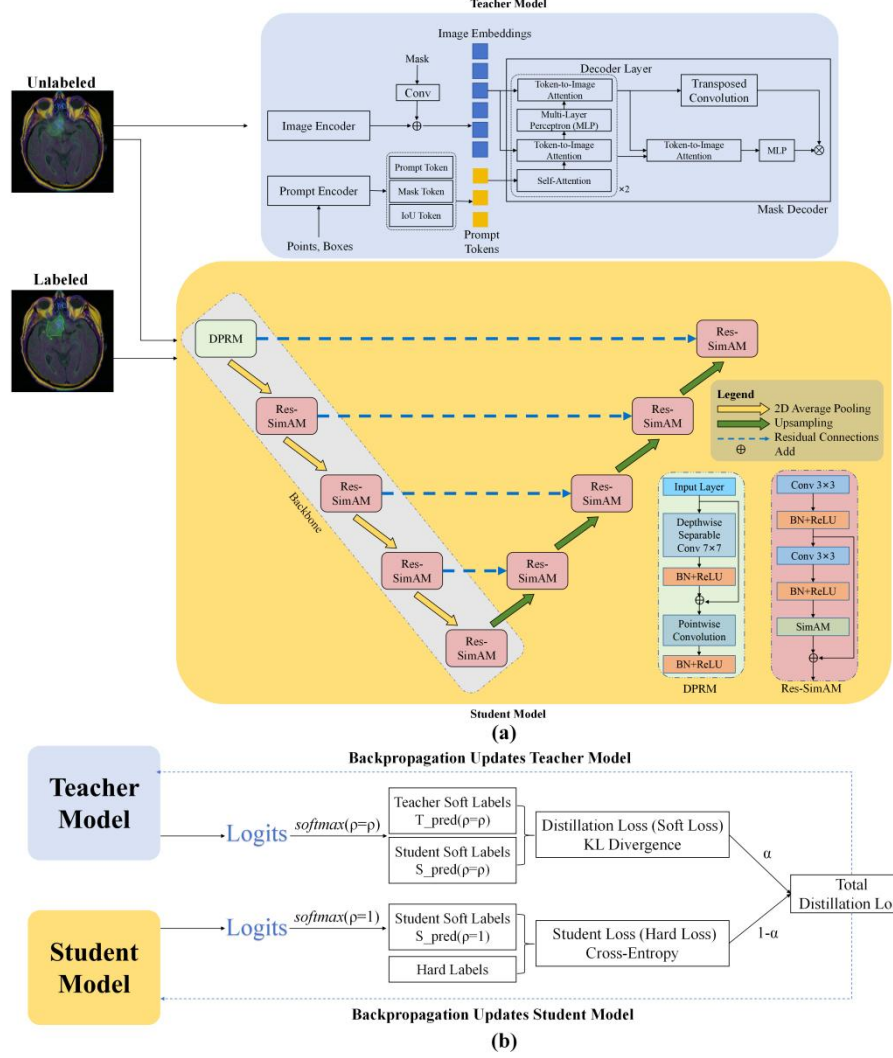 Teacher Model
Image Embeddings
Unlabeled
Mask
Conv
Image Encoder
⊕
Decoder Layer
Token-to-Image
Attention
Multi-Layer
Perceptron (MLP)
Token-to-Image
Attention
Self-Attention
×2
Transposed
Convolution
Token-to-Image
Attention
MLP
⊗
Mask Decoder
Prompt Encoder
Prompt Token
Mask Token
IoU Token
Points, Boxes
Prompt
Tokens
Labeled
DPRM
Res-
SimAM
Res-
SimAM
Res-
SimAM
Res-
SimAM
Res-
SimAM
Res-
SimAM
Res-
SimAM
Res-
SimAM
Backbone
Legend
2D Average Pooling
Upsampling
Residual Connections
⊕ Add
Input Layer
Depthwise
Separable
Conv 7×7
BN+ReLU
⊕
Pointwise
Convolution
BN+ReLU
DPRM
Conv 3×3
BN+ReLU
Conv 3×3
BN+ReLU
SimAM
⊕
Res-SimAM
Student Model
(a)
Backpropagation Updates Teacher Model
Teacher
Model
Logits
softmax(ρ=ρ)
Teacher Soft Labels
T_pred(ρ=ρ)
Student Soft Labels
S_pred(ρ=ρ)
Distillation Loss (Soft Loss)
KL Divergence
α
Total
Distillation Lo
Student
Model
Logits
softmax(ρ=1)
Student Soft Labels
S_pred(ρ=1)
Hard Labels
Student Loss (Hard Loss)
Cross-Entropy
1-α
Backpropagation Updates Student Model
(b)